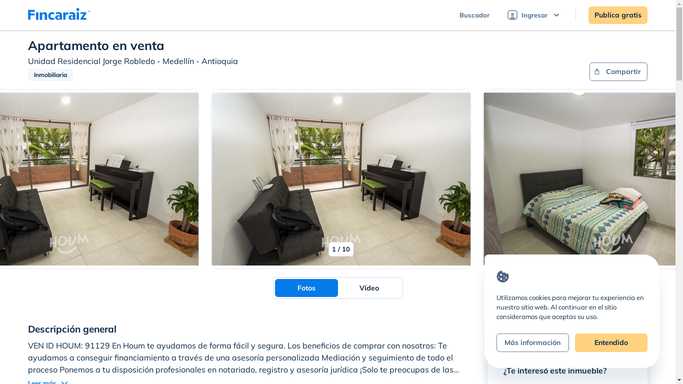 Fincaraiz
Buscador
Ingresar
Publica gratis
Apartamento en venta
Unidad Residencial Jorge Robledo - Medellín - Antioquia
Inmobiliaria
Compartir
HOUM
HOUM
HOUM
1 / 10
Fotos
Video
Descripción general
VEN ID HOUM: 91129 En Houm te ayudamos de forma fácil y segura. Los beneficios de comprar con nosotros: Te
ayudamos a conseguir financiamiento a través de una asesoría personalizada Mediación y seguimiento de todo el
proceso Ponemos a tu disposición profesionales en notariado, registro y asesoría jurídica ¡Solo te preocupas de las...
Leer más
Utilizamos cookies para mejorar tu experiencia en
nuestro sitio web. Al continuar en el sitio
consideramos que aceptas su uso.
Más información
Entendido
¿Te interesó este inmueble?